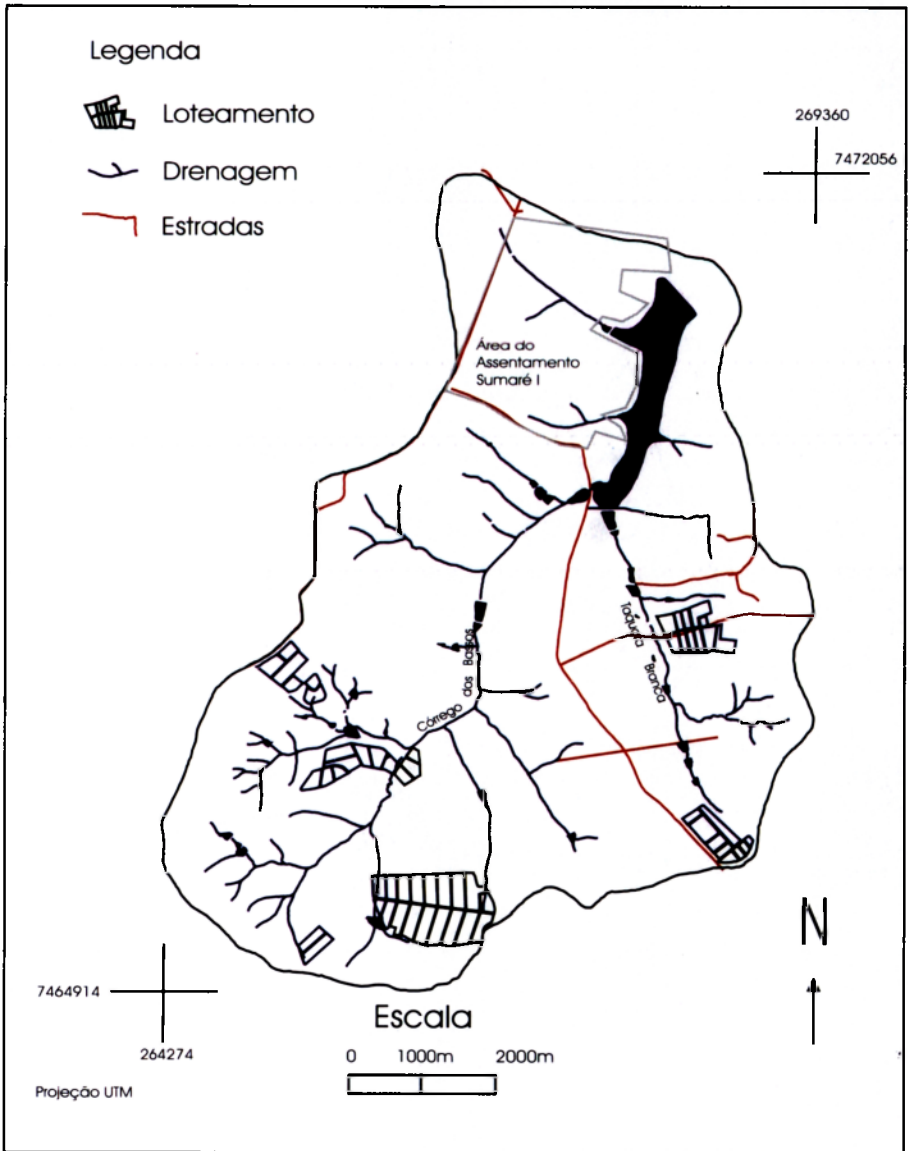 Legenda
Loteamento
Drenagem
Estradas
269360
7472056
Área do
Assentamento
Sumaré I
Taquara Branca
Córrego dos Bassos
7464914
264274
Escala
0 1000m 2000m
N
Projeção UTM